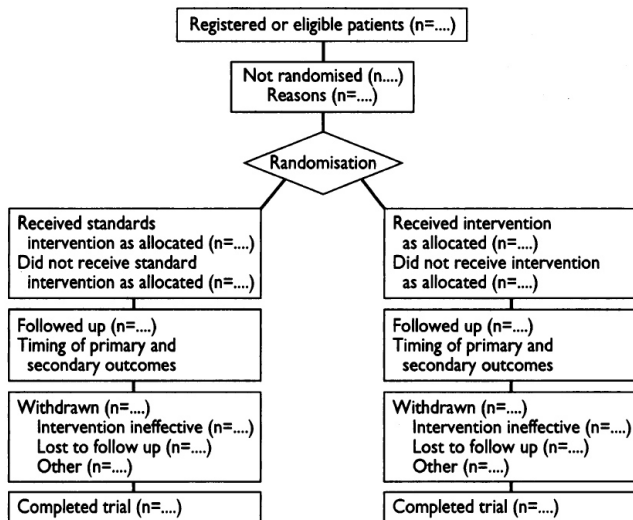 Registered or eligible patients (n=....)
Not randomised (n....)
Reasons (n=....)
Randomisation
Received standards
intervention as allocated (n=....)
Did not receive standard
intervention as allocated (n=....)
Received intervention
as allocated (n=....)
Did not receive intervention
as allocated (n=....)
Followed up (n=....)
Timing of primary and
secondary outcomes
Followed up (n=....)
Timing of primary and
secondary outcomes
Withdrawn (n=....)
Intervention ineffective (n=....)
Lost to follow up (n=....)
Other (n=....)
Withdrawn (n=....)
Intervention ineffective (n=....)
Lost to follow up (n=....)
Other (n=....)
Completed trial (n=....)
Completed trial (n=....)